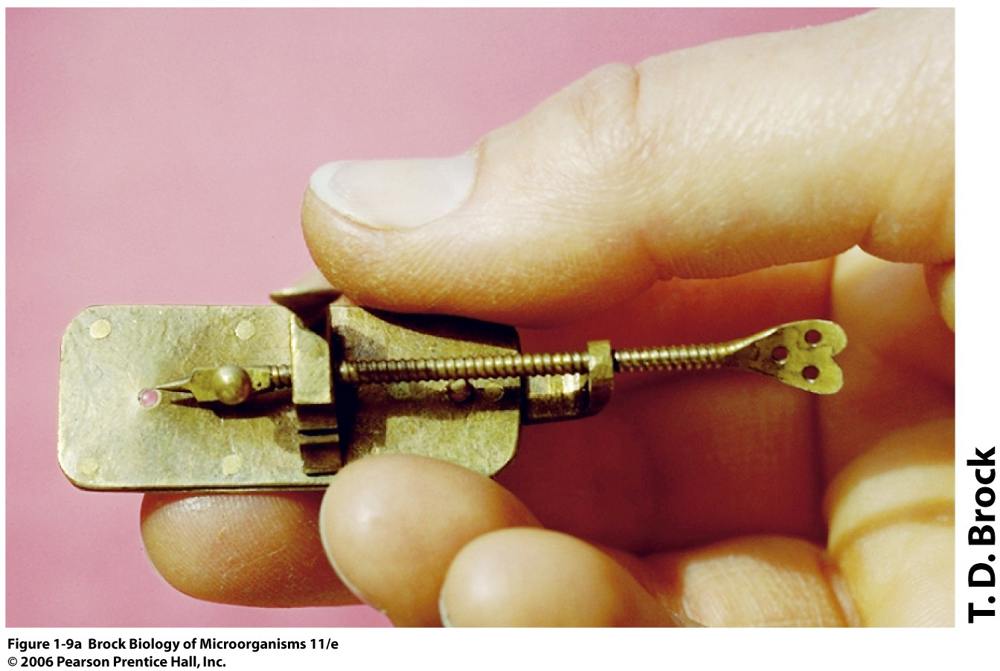 T. D. Brock
Figure 1-9a Brock Biology of Microorganisms 11/e
© 2006 Pearson Prentice Hall, Inc.